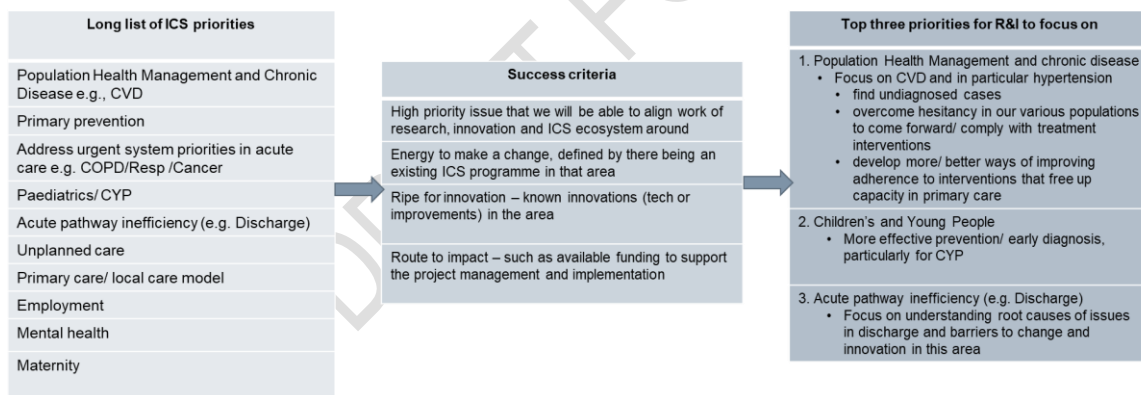 Long list of ICS priorities
Population Health Management and Chronic
Disease e.g., CVD
Primary prevention
Address urgent system priorities in acute
care e.g. COPD/Resp /Cancer
Paediatrics/ CYP
Acute pathway inefficiency (e.g. Discharge)
Unplanned care
Primary care/ local care model
Employment
Mental health
Maternity
Success criteria
High priority issue that we will be able to align work of
research, innovation and ICS ecosystem around
Energy to make a change, defined by there being an
existing ICS programme in that area
Ripe for innovation – known innovations (tech or
improvements) in the area
Route to impact – such as available funding to support
the project management and implementation
Top three priorities for R&I to focus on
1. Population Health Management and chronic disease
• Focus on CVD and in particular hypertension
• find undiagnosed cases
• overcome hesitancy in our various populations
to come forward/ comply with treatment
interventions
• develop more/ better ways of improving
adherence to interventions that free up
capacity in primary care
2. Children's and Young People
• More effective prevention/ early diagnosis,
particularly for CYP
3. Acute pathway inefficiency (e.g. Discharge)
• Focus on understanding root causes of issues
in discharge and barriers to change and
innovation in this area